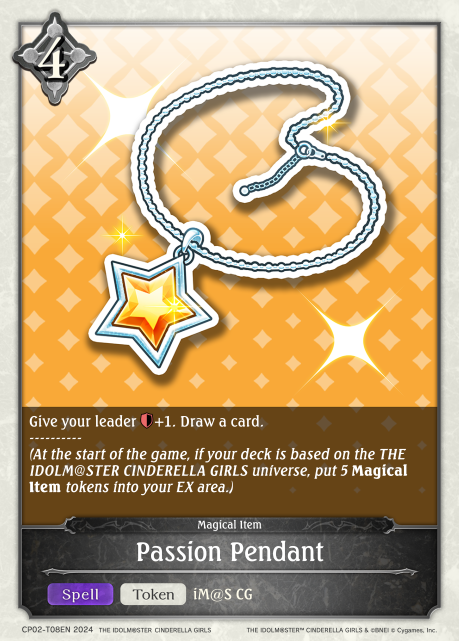 4
Give your leader +1. Draw a card.
----------
(At the start of the game, if your deck is based on the THE
IDOLM@STER CINDERELLA GIRLS universe, put 5 Magical
Item tokens into your EX area.)
Magical Item
Passion Pendant
Spell Token iM@S CG
CP02-T08EN 2024 THE IDOLM@STER CINDERELLA GIRLS THE IDOLM@STER™ CINDERELLA GIRLS & ©BNEI © Cygames, Inc.